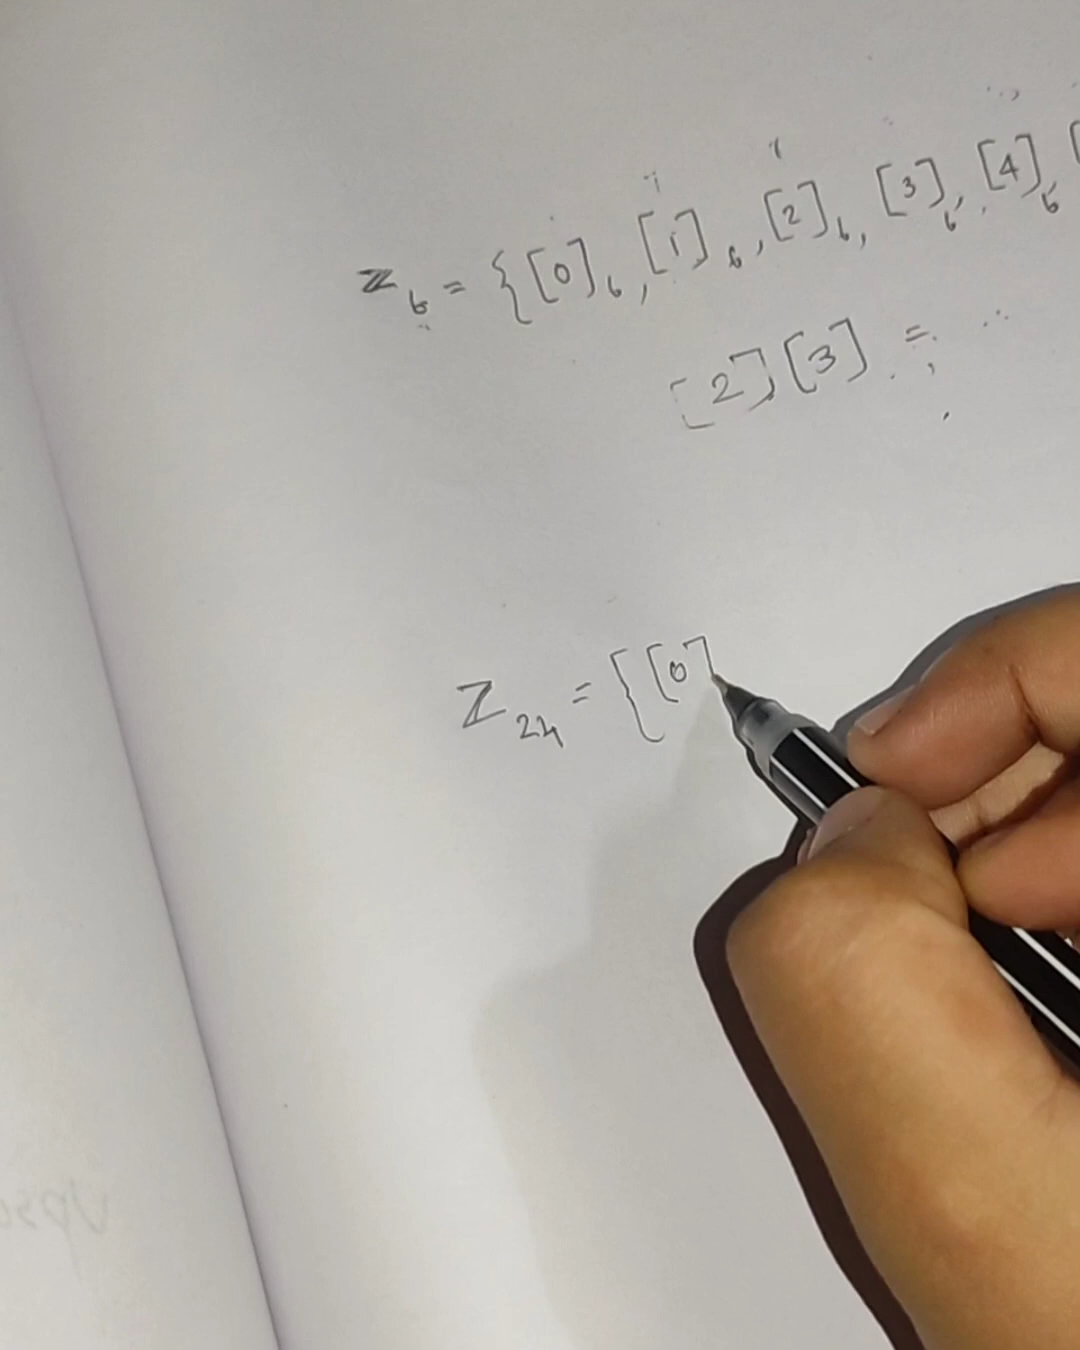 ℤ₆ = {[0]₆, [1]₆, [2]₆, [3]₆, [4]₆, [
[2][3] =
Z₂₄ = {[0]